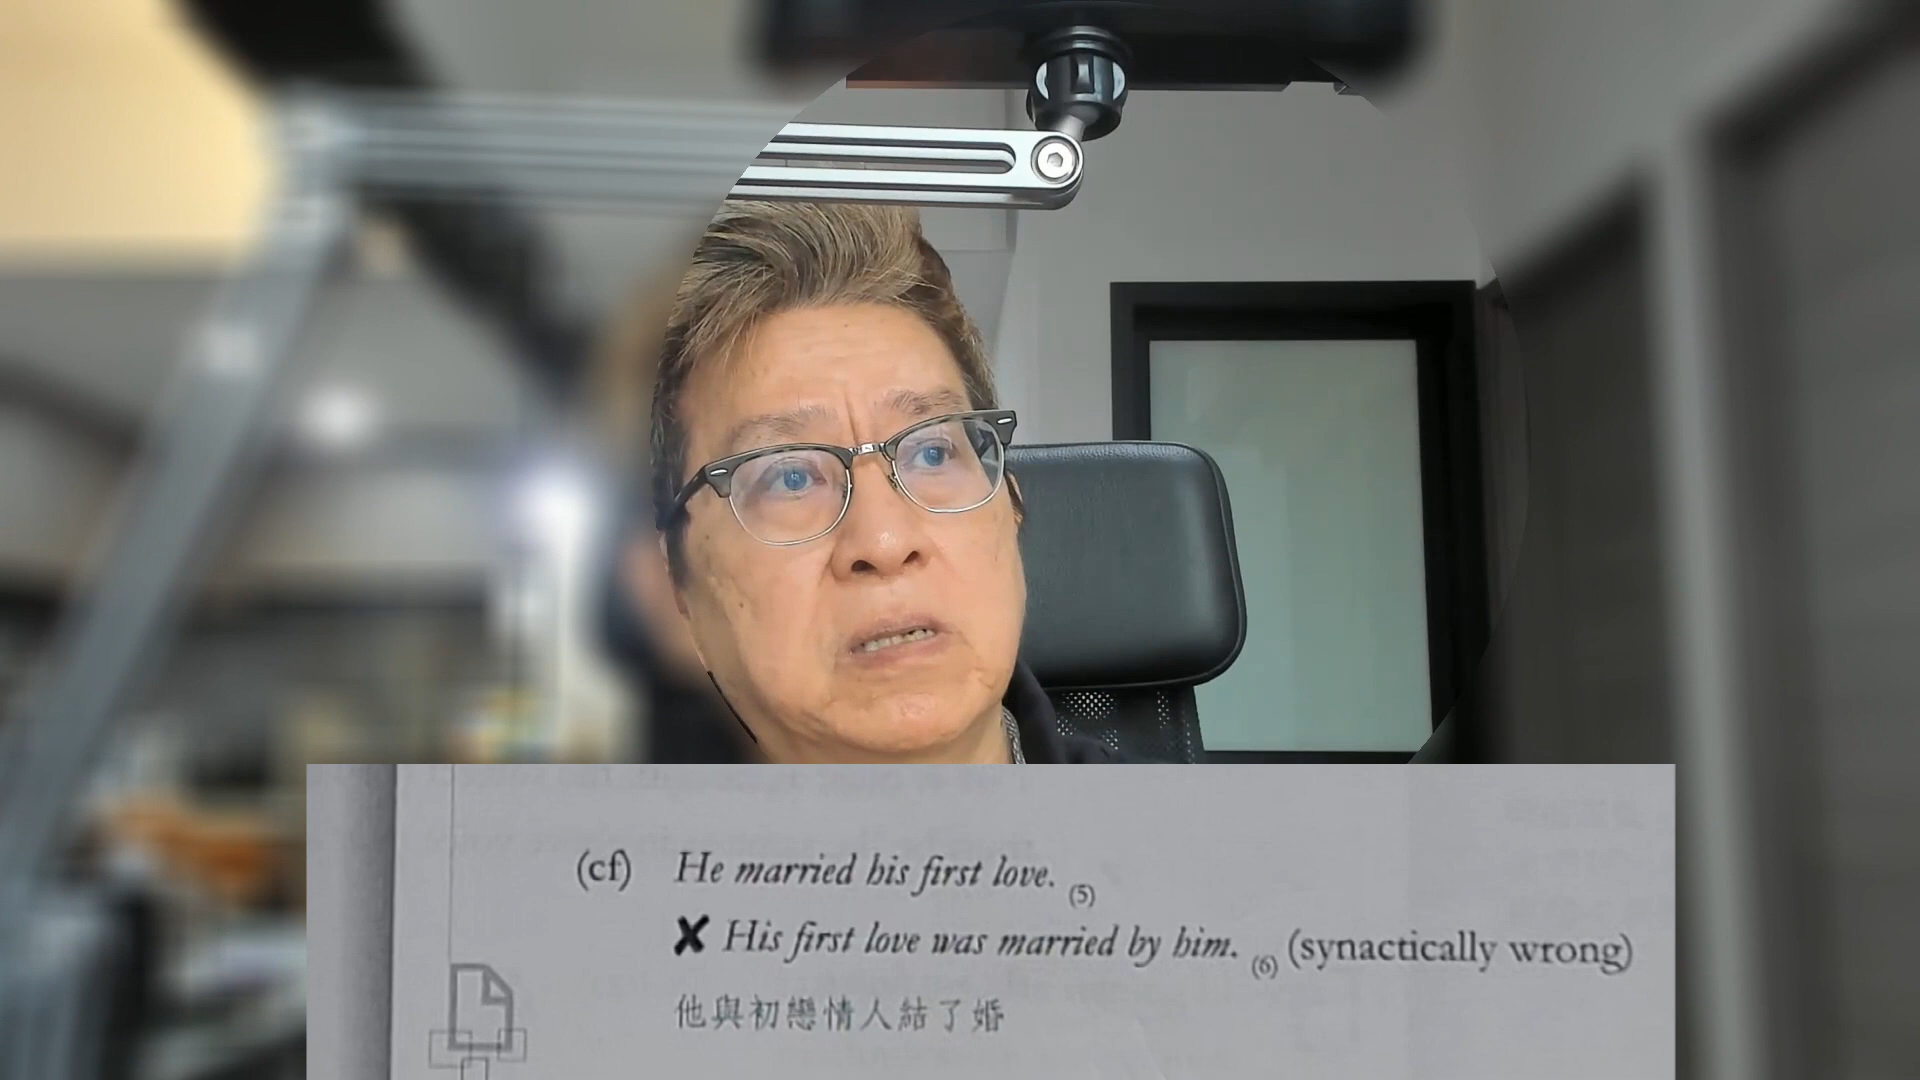 (cf) He married his first love. (5)
✘ His first love was married by him. (6) (synactically wrong)
他與初戀情人結了婚